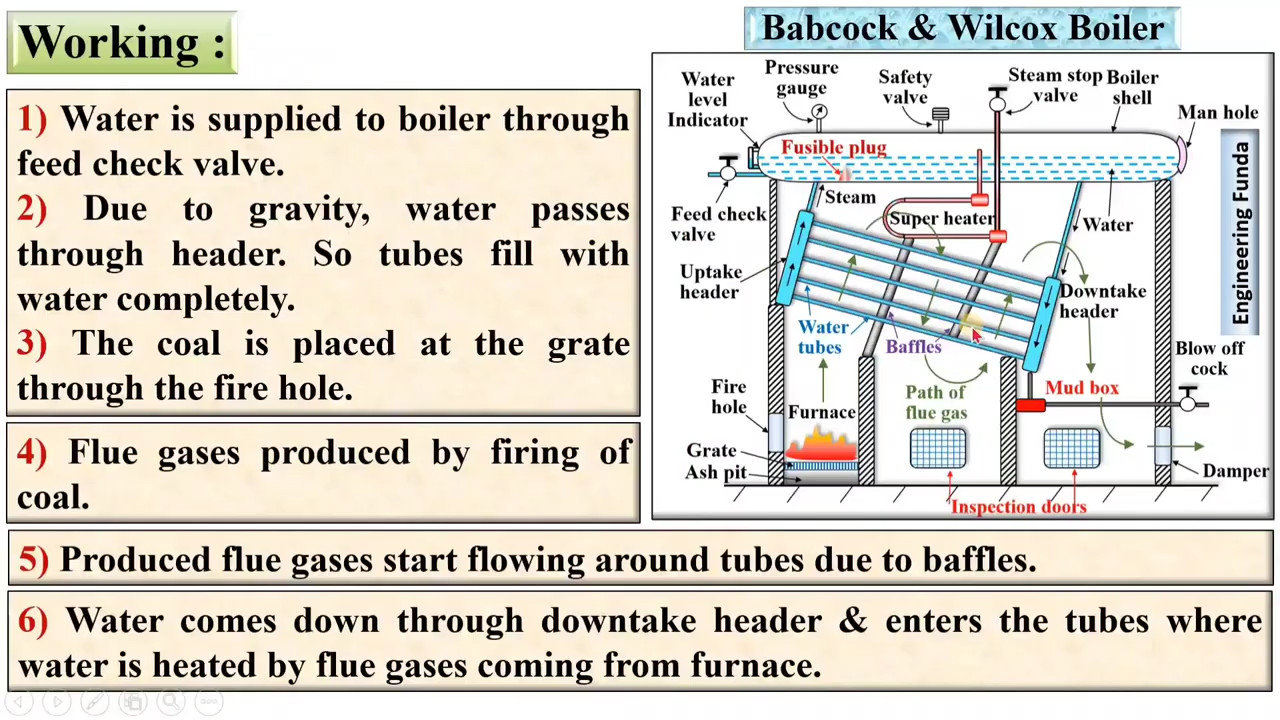 Working :
Babcock & Wilcox Boiler
1) Water is supplied to boiler through
feed check valve.
2) Due to gravity, water passes
through header. So tubes fill with
water completely.
3) The coal is placed at the grate
through the fire hole.
4) Flue gases produced by firing of
coal.
5) Produced flue gases start flowing around tubes due to baffles.
6) Water comes down through downtake header & enters the tubes where
water is heated by flue gases coming from furnace.
Water
level
Indicator
Pressure
gauge
Safety
valve
Steam stop
valve
Boiler
shell
Man hole
Fusible plug
Feed check
valve
Steam
Super heater
Water
Uptake
header
Downtake
header
Water
tubes
Baffles
Path of
flue gas
Mud box
Blow off
cock
Fire
hole
Furnace
Grate
Ash pit
Damper
Inspection doors
Engineering Funda